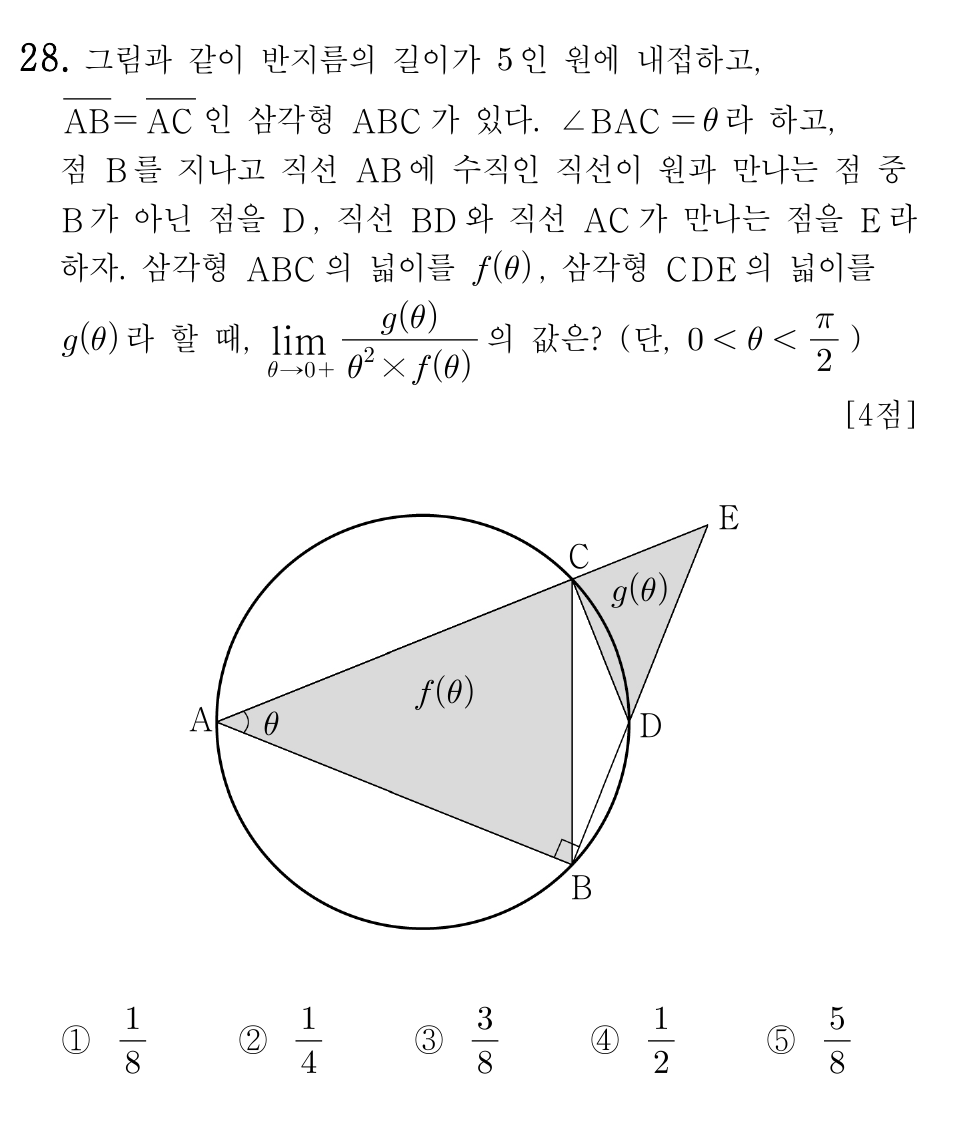 28. 그림과 같이 반지름의 길이가 5인 원에 내접하고,
$\overline{AB}=\overline{AC}$ 인 삼각형 ABC가 있다. ∠BAC=θ라 하고,
점 B를 지나고 직선 AB에 수직인 직선이 원과 만나는 점 중
B가 아닌 점을 D, 직선 BD와 직선 AC가 만나는 점을 E라
하자. 삼각형 ABC의 넓이를 f(θ), 삼각형 CDE의 넓이를
g(θ)라 할 때, $\lim_{\theta \to 0+} \frac{g(\theta)}{\theta^2 \times f(\theta)}$ 의 값은? (단, $0<\theta<\frac{\pi}{2}$)
[4점]
E
C
g(θ)
f(θ)
A
θ
D
B
① $\frac{1}{8}$ ② $\frac{1}{4}$ ③ $\frac{3}{8}$ ④ $\frac{1}{2}$ ⑤ $\frac{5}{8}$